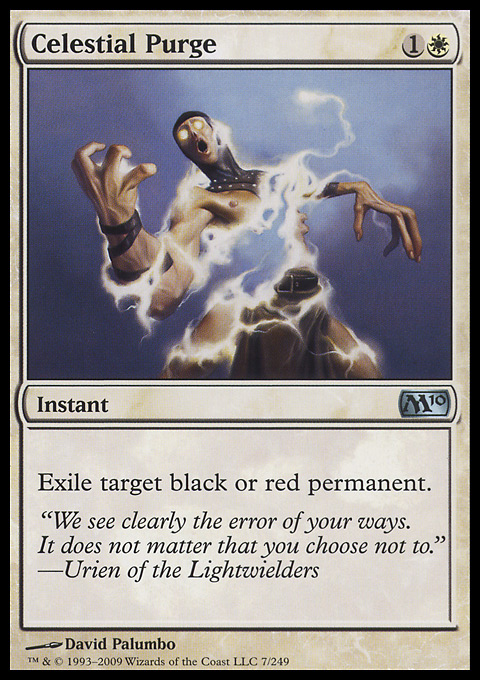 Celestial Purge 1
Instant M10
Exile target black or red permanent.
“We see clearly the error of your ways.
It does not matter that you choose not to.”
—Urien of the Lightwielders
David Palumbo
™ & © 1993–2009 Wizards of the Coast LLC 7/249